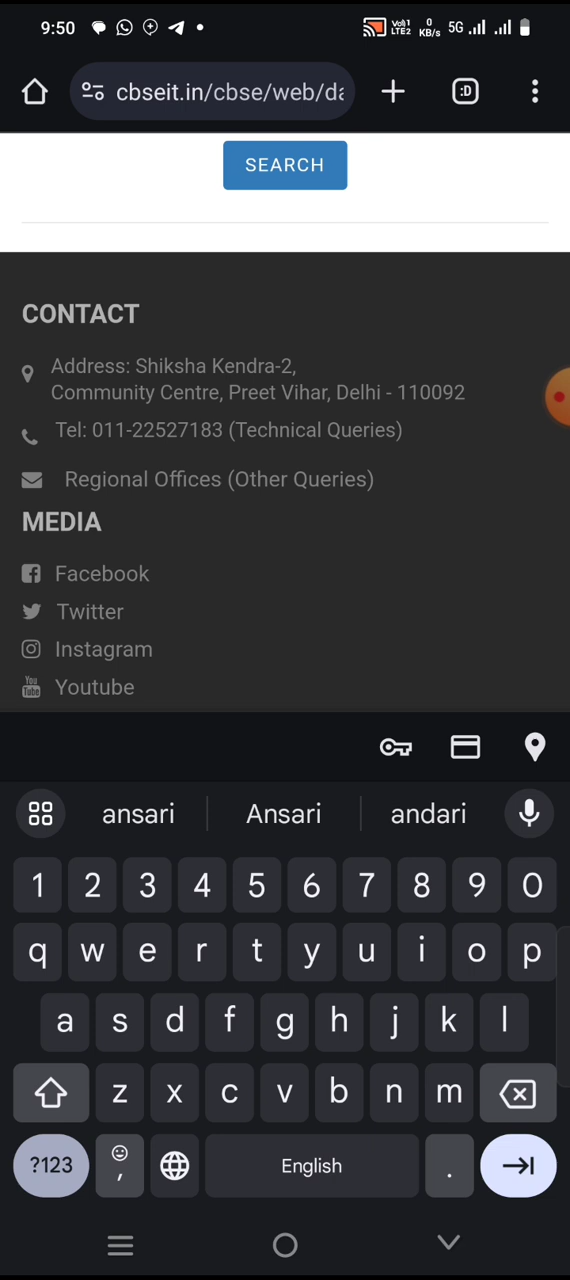 9:50
Vo))1
LTE2
0
KB/s
5G
cbseit.in/cbse/web/da
:D
SEARCH
CONTACT
Address: Shiksha Kendra-2,
Community Centre, Preet Vihar, Delhi - 110092
Tel: 011-22527183 (Technical Queries)
Regional Offices (Other Queries)
MEDIA
Facebook
Twitter
Instagram
You
Tube
Youtube
ansari Ansari andari
1 2 3 4 5 6 7 8 9 0
q w e r t y u i o p
a s d f g h j k l
z x c v b n m
?123 , English .